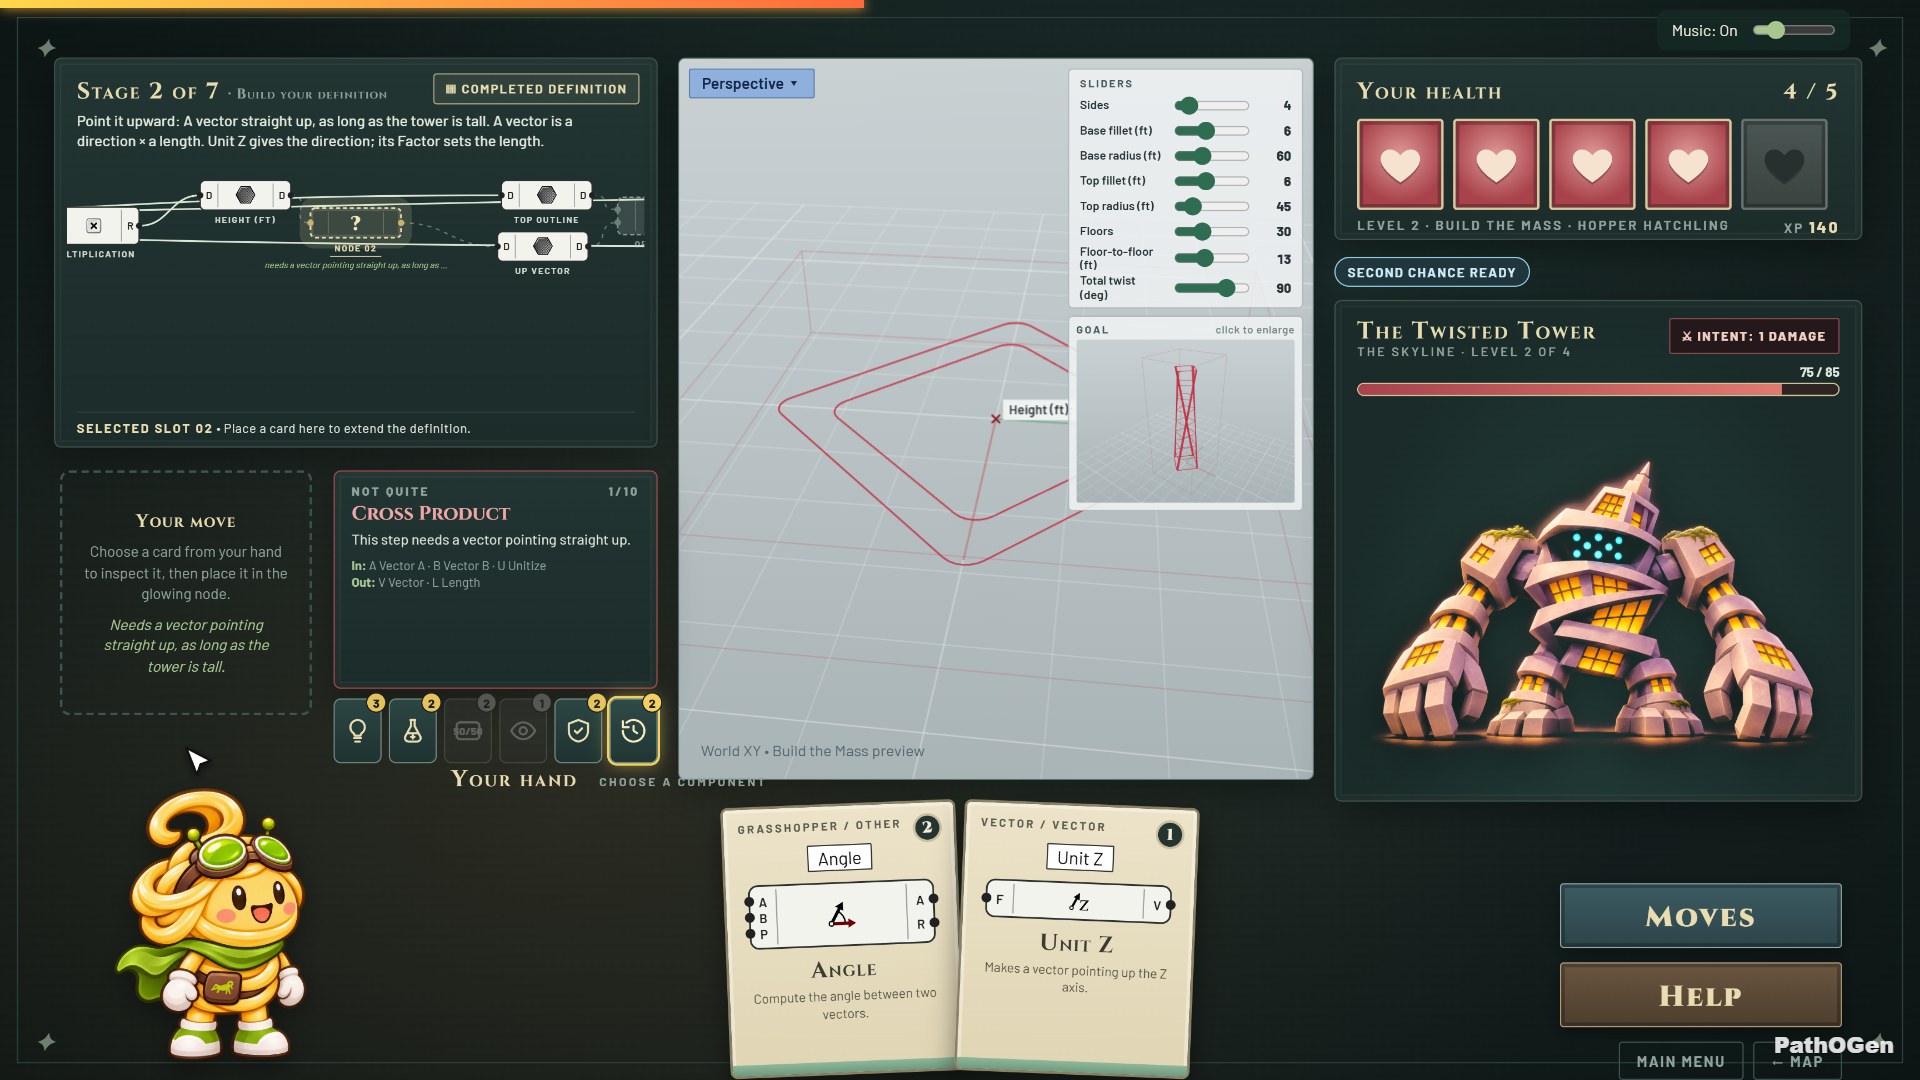 Music: On
STAGE 2 OF 7 · BUILD YOUR DEFINITION
COMPLETED DEFINITION
Point it upward: A vector straight up, as long as the tower is tall. A vector is a
direction × a length. Unit Z gives the direction; its Factor sets the length.
R
LTIPLICATION
D D
HEIGHT (FT)
?
NODE 02
needs a vector pointing straight up, as long as ...
D D
TOP OUTLINE
D D
UP VECTOR
SELECTED SLOT 02 • Place a card here to extend the definition.
YOUR MOVE
Choose a card from your hand
to inspect it, then place it in the
glowing node.
Needs a vector pointing
straight up, as long as the
tower is tall.
NOT QUITE 1/10
CROSS PRODUCT
This step needs a vector pointing straight up.
In: A Vector A · B Vector B · U Unitize
Out: V Vector · L Length
3
2
2
50/50
1
2
2
YOUR HAND CHOOSE A COMPONENT
Perspective ▼
SLIDERS
Sides 4
Base fillet (ft) 6
Base radius (ft) 60
Top fillet (ft) 6
Top radius (ft) 45
Floors 30
Floor-to-floor (ft) 13
Total twist (deg) 90
GOAL click to enlarge
Height (ft)
World XY • Build the Mass preview
YOUR HEALTH 4 / 5
LEVEL 2 · BUILD THE MASS · HOPPER HATCHLING XP 140
SECOND CHANCE READY
THE TWISTED TOWER
THE SKYLINE · LEVEL 2 OF 4
INTENT: 1 DAMAGE
75 / 85
GRASSHOPPER / OTHER 2
Angle
A A
B
P R
ANGLE
Compute the angle between two
vectors.
VECTOR / VECTOR 1
Unit Z
F Z V
UNIT Z
Makes a vector pointing up the Z
axis.
MOVES
HELP
MAIN MENU
← MAP
PathOGen